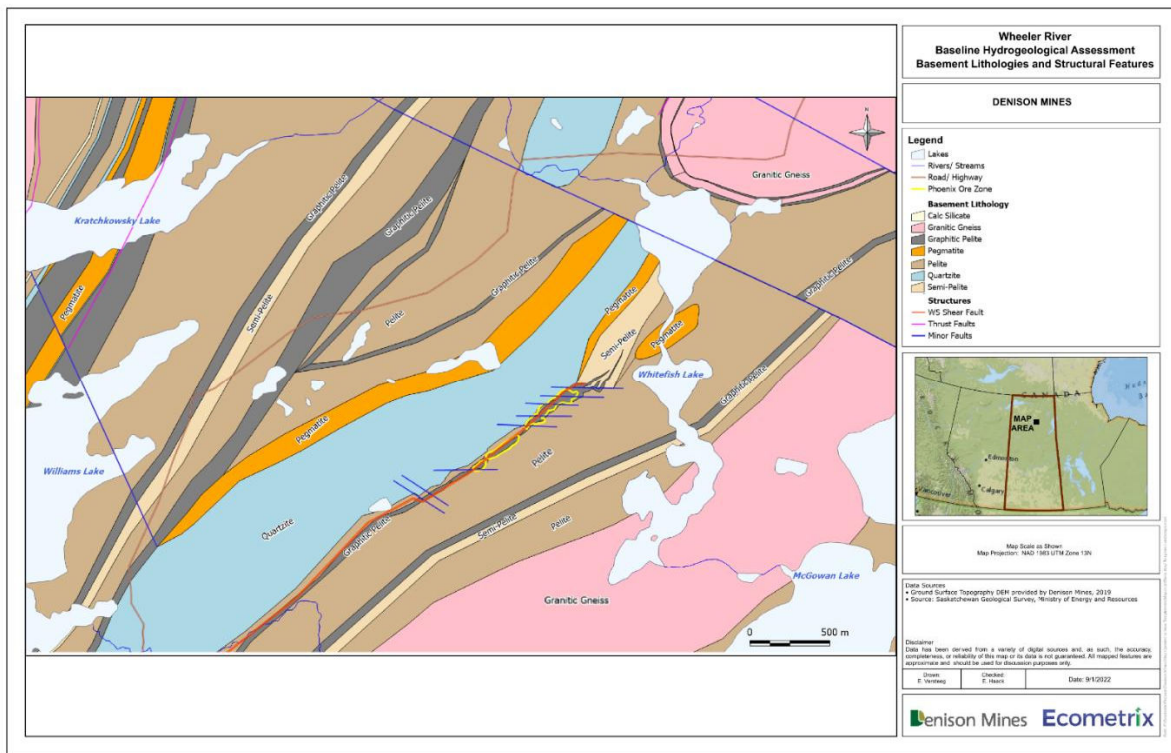 Wheeler River
Baseline Hydrogeological Assessment
Basement Lithologies and Structural Features
DENISON MINES
Legend
Lakes
Rivers/ Streams
Road/ Highway
Phoenix Ore Zone
Basement Lithology
Calc Silicate
Granitic Gneiss
Graphitic Pelite
Pegmatite
Pelite
Quartzite
Semi-Pelite
Structures
WS Shear Fault
Thrust Faults
Minor Faults
Kratchkowsky Lake
Pegmatite
Williams Lake
Graphitic Pelite
Semi-Pelite
Graphitic Pelite
Graphitic Pelite
Pelite
Pegmatite
Quartzite
Graphitic Pelite
Granitic Gneiss
Graphitic Pelite
Pegmatite
Semi-Pelite
Pegmatite
Whitefish Lake
Graphitic Pelite
Pelite
Semi-Pelite
Pelite
McGowan Lake
Granitic Gneiss
0 500 m
N
CANADA
MAP
AREA
Edmonton
Calgary
Vancouver
Map Scale as Shown
Map Projection: NAD 1983 UTM Zone 13N
Data Sources
• Ground Surface Topography DEM provided by Denison Mines, 2019
• Source: Saskatchewan Geological Survey, Ministry of Energy and Resources
Disclaimer
Data has been derived from a variety of digital sources and, as such, the accuracy,
completeness, or reliability of this map or its data is not guaranteed. All mapped features are
approximate and should be used for discussion purposes only.
Drawn:
E. Versteeg
Checked:
E. Haack
Date: 9/1/2022
Denison Mines
Ecometrix